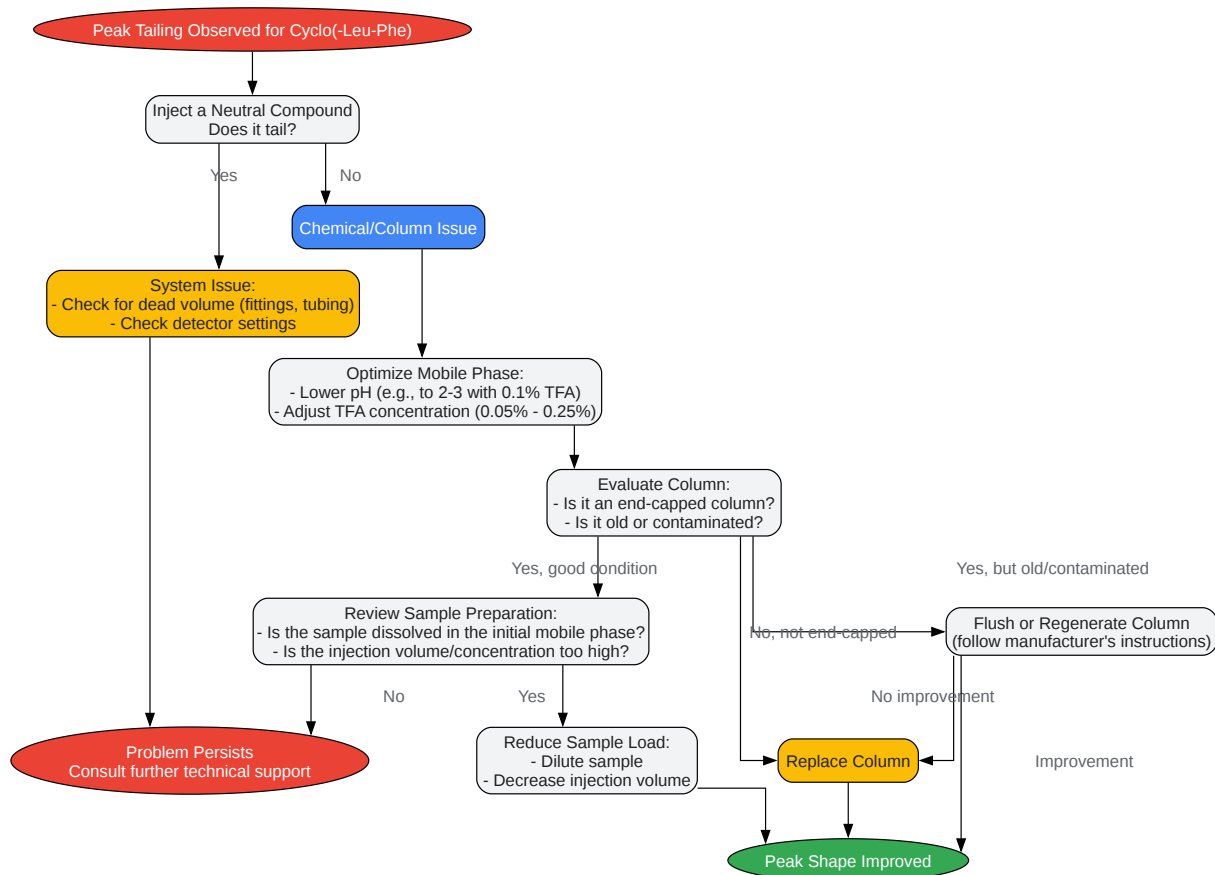 Peak Tailing Observed for Cyclo(-Leu-Phe)
Inject a Neutral Compound
Does it tail?
Yes
No
Chemical/Column Issue
System Issue:
- Check for dead volume (fittings, tubing)
- Check detector settings
Optimize Mobile Phase:
- Lower pH (e.g., to 2-3 with 0.1% TFA)
- Adjust TFA concentration (0.05% - 0.25%)
Evaluate Column:
- Is it an end-capped column?
- Is it old or contaminated?
Yes, good condition
Yes, but old/contaminated
Review Sample Preparation:
- Is the sample dissolved in the initial mobile phase?
- Is the injection volume/concentration too high?
No, not end-capped
Flush or Regenerate Column
(follow manufacturer's instructions)
No
Yes
No improvement
Problem Persists
Consult further technical support
Reduce Sample Load:
- Dilute sample
- Decrease injection volume
Replace Column
Improvement
Peak Shape Improved